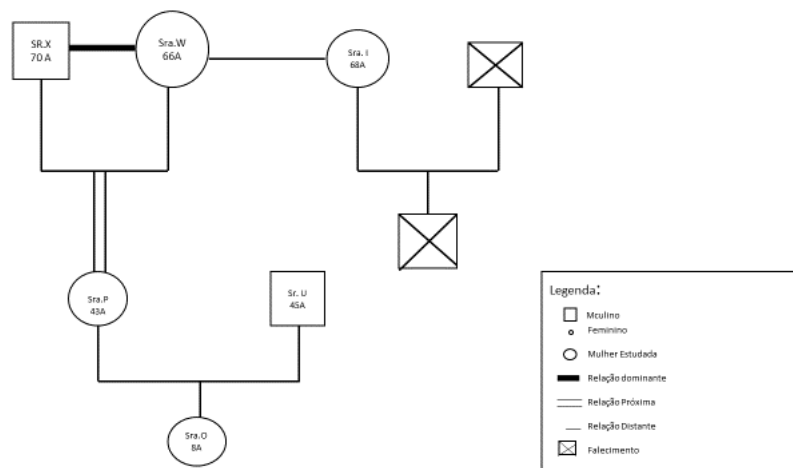 SR.X
70 A
Sra.W
66A
Sra. I
68A
Sra.P
43A
Sr. U
45A
Sra.O
8A
Legenda:
Mculino
Feminino
Mulher Estudada
Relação dominante
Relação Próxima
Relação Distante
Falecimento